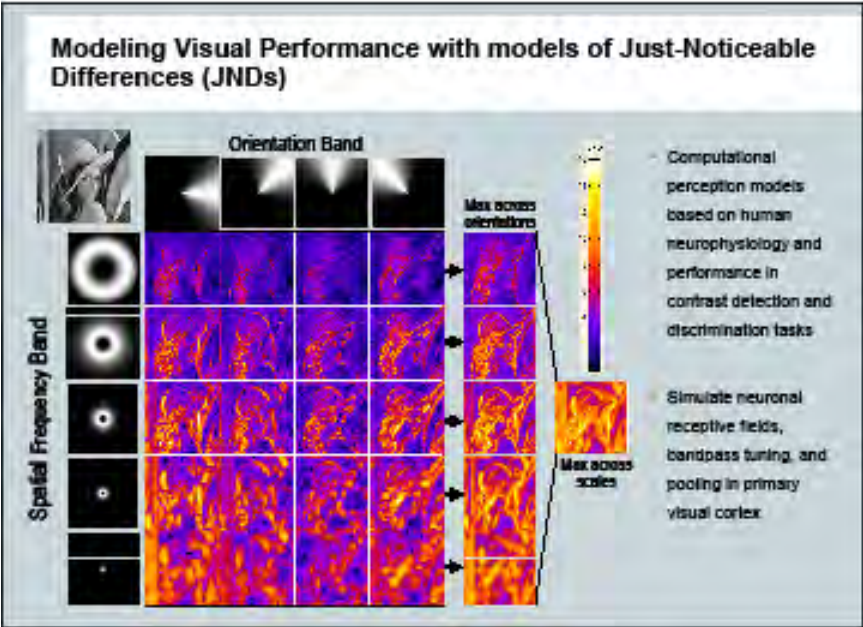 Modeling Visual Performance with models of Just-Noticeable
Differences (JNDs)
Orientation Band
Max across
orientations
Spatial Frequency Band
Max across
scales
- Computational
perception models
based on human
neurophysiology and
performance in
contrast detection and
discrimination tasks
- Simulate neuronal
receptive fields,
bandpass tuning, and
pooling in primary
visual cortex